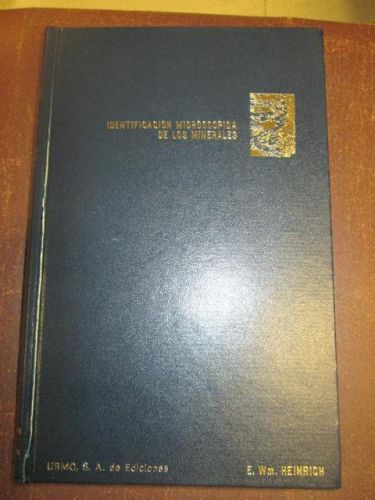 IDENTIFICACION MICROSCOPICA
DE LOS MINERALES
URMO, S. A. de Ediciones
E. Wm. HEINRICH